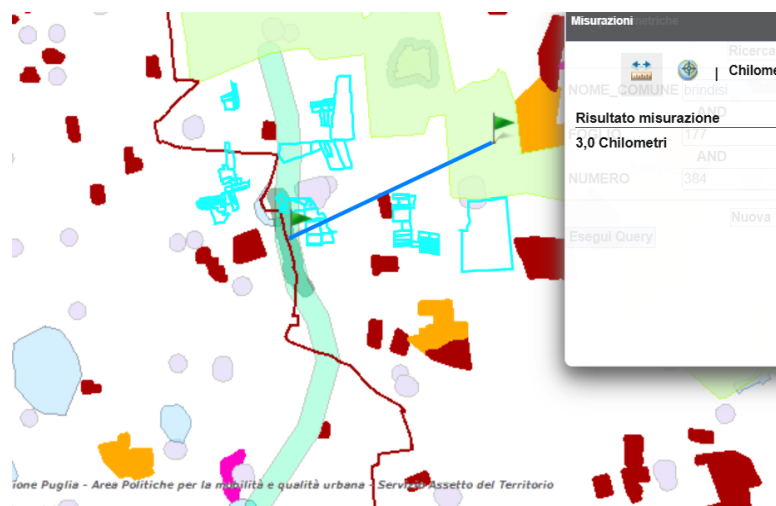 Misurazioni metriche
Ricerca
| Chilome
NOME_COMUNE brindisi
AND
Risultato misurazione
FOGLIO 177
3,0 Chilometri
AND
NUMERO 384
Nuova
Esegui Query
ione Puglia - Area Politiche per la mobilità e qualità urbana - Servizio Assetto del Territorio